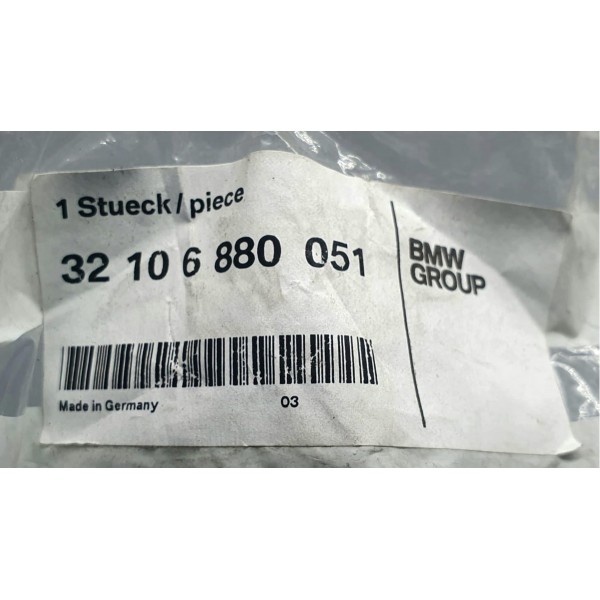 1 Stueck / piece
32 10 6 880 051
BMW
GROUP
Made in Germany
03